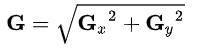 G = √(Gₓ² + Gᵧ²)